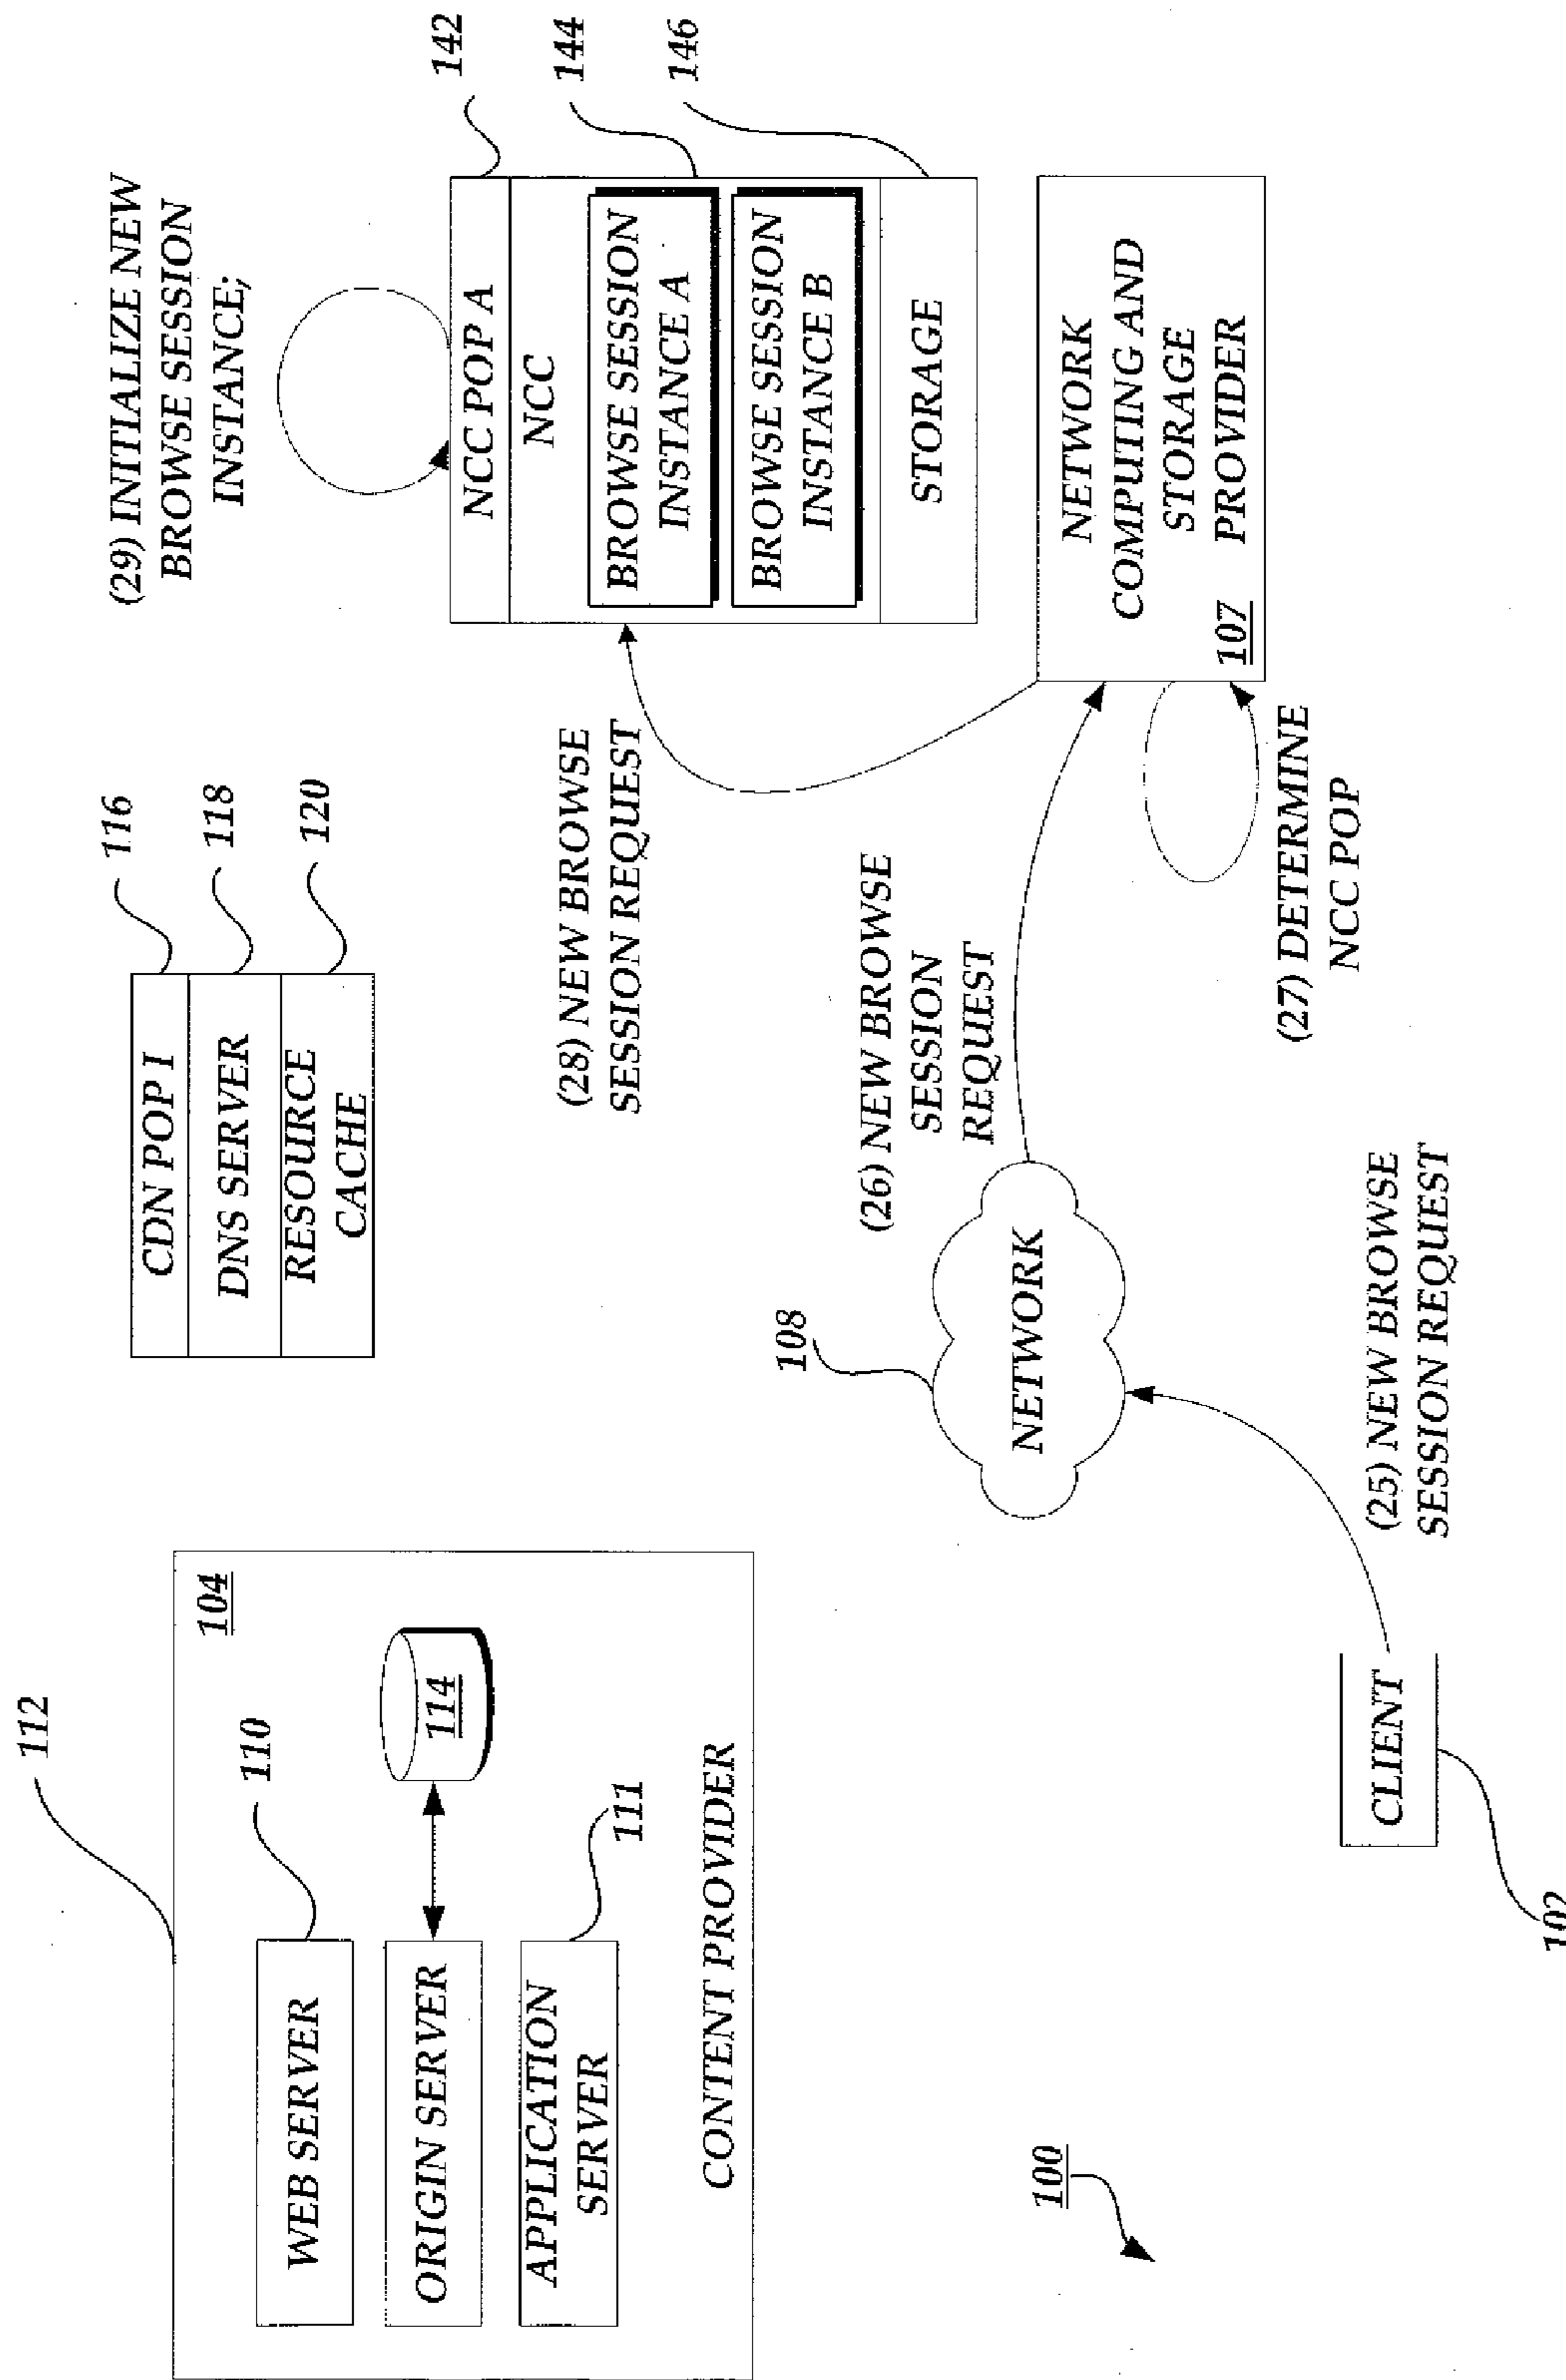 112
104
WEB SERVER
110
ORIGIN SERVER
114
APPLICATION
SERVER
111
CONTENT PROVIDER
CDN POP I
116
DNS SERVER
118
RESOURCE
CACHE
120
(29) INITIALIZE NEW
BROWSE SESSION
INSTANCE;
NCC POP A
142
NCC
BROWSE SESSION
INSTANCE A
144
BROWSE SESSION
INSTANCE B
STORAGE
146
(28) NEW BROWSE
SESSION REQUEST
108
NETWORK
(26) NEW BROWSE
SESSION
REQUEST
NETWORK
COMPUTING AND
STORAGE
PROVIDER
107
(27) DETERMINE
NCC POP
CLIENT
102
(25) NEW BROWSE
SESSION REQUEST
100